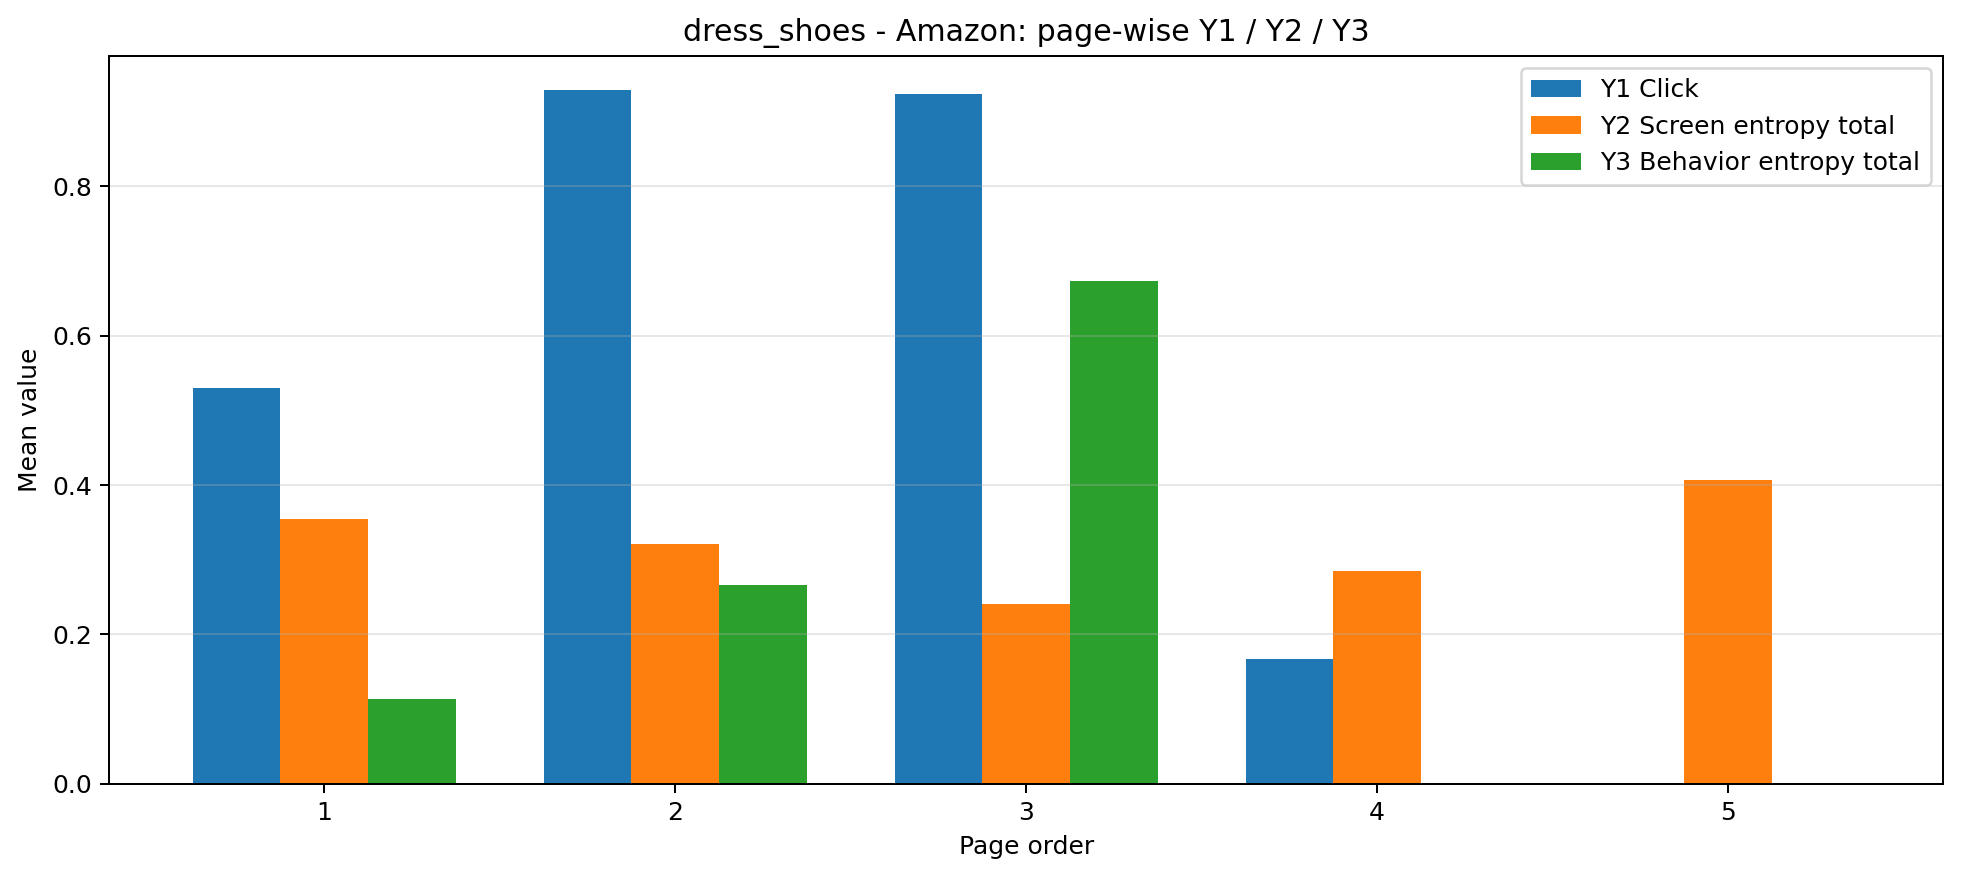 dress_shoes - Amazon: page-wise Y1 / Y2 / Y3
Y1 Click
Y2 Screen entropy total
Y3 Behavior entropy total
Mean value
0.8
0.6
0.4
0.2
0.0
1 2 3 4 5
Page order